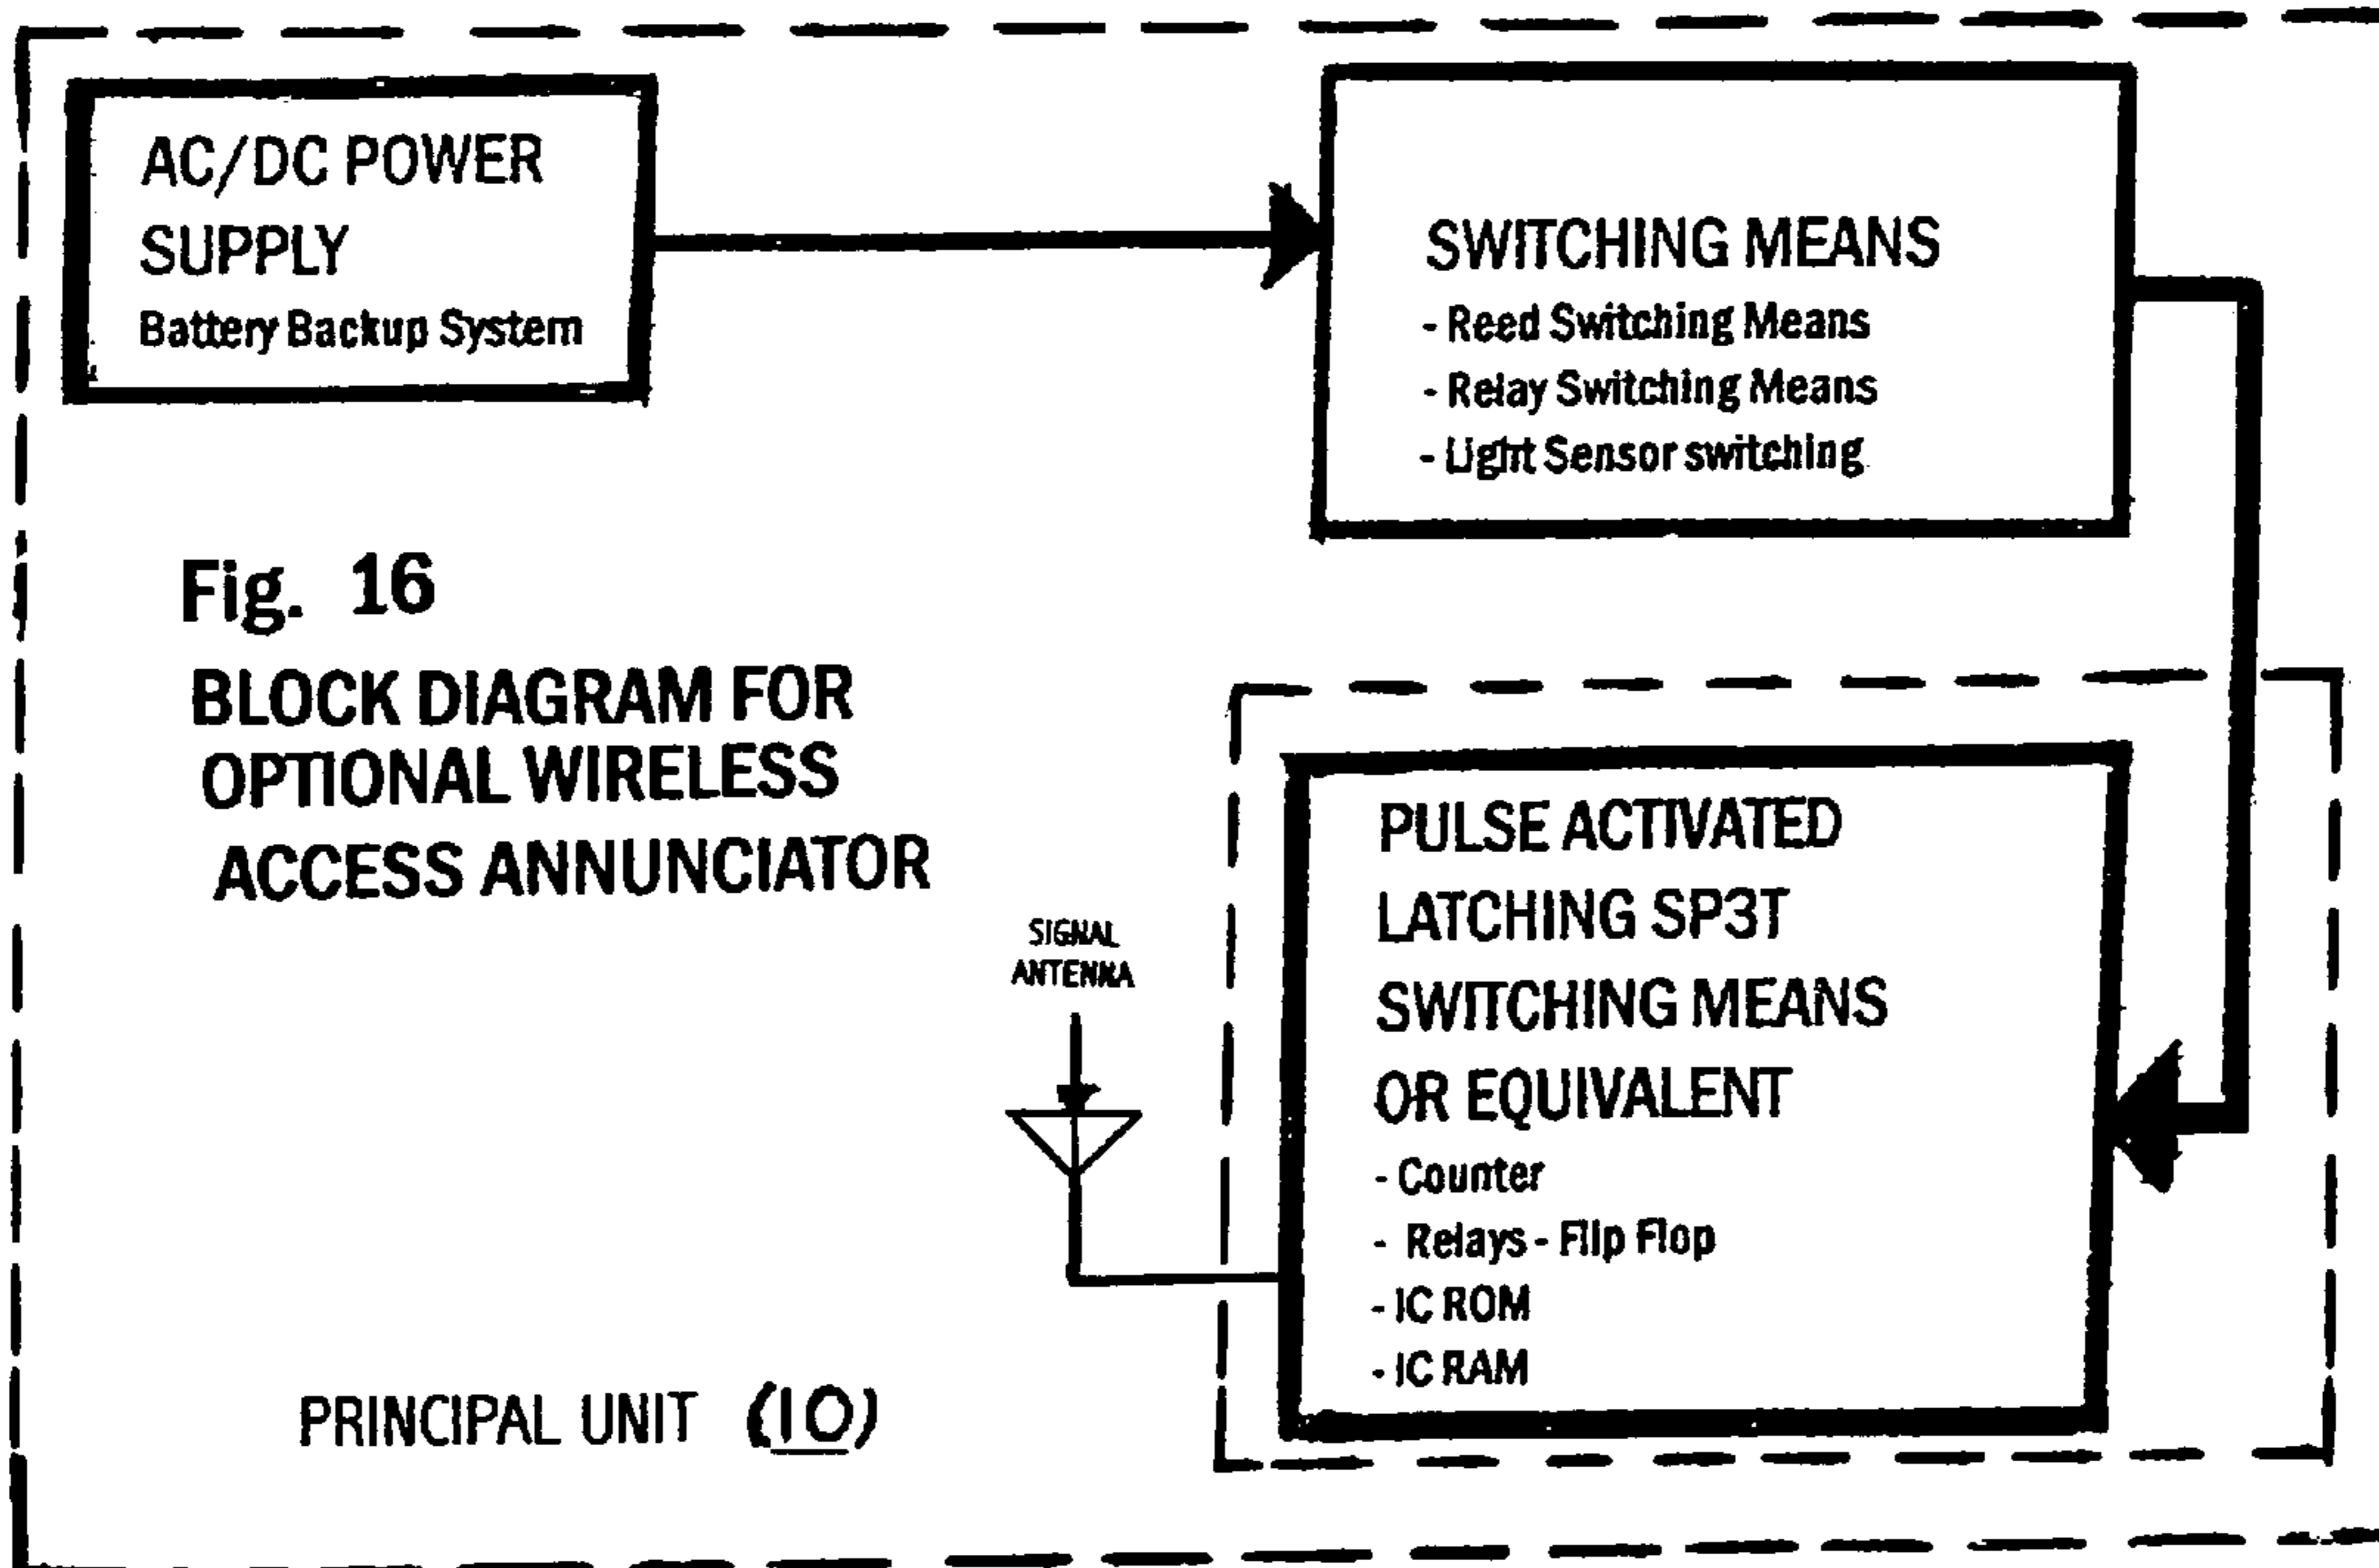 AC/DC POWER
SUPPLY
Battery Backup System
SWITCHING MEANS
- Reed Switching Means
- Relay Switching Means
- Light Sensor switching
Fig. 16
BLOCK DIAGRAM FOR
OPTIONAL WIRELESS
ACCESS ANNUNCIATOR
SIGNAL
ANTENNA
PULSE ACTIVATED
LATCHING SP3T
SWITCHING MEANS
OR EQUIVALENT
- Counter
- Relays - Flip Flop
- IC ROM
- IC RAM
PRINCIPAL UNIT (10)